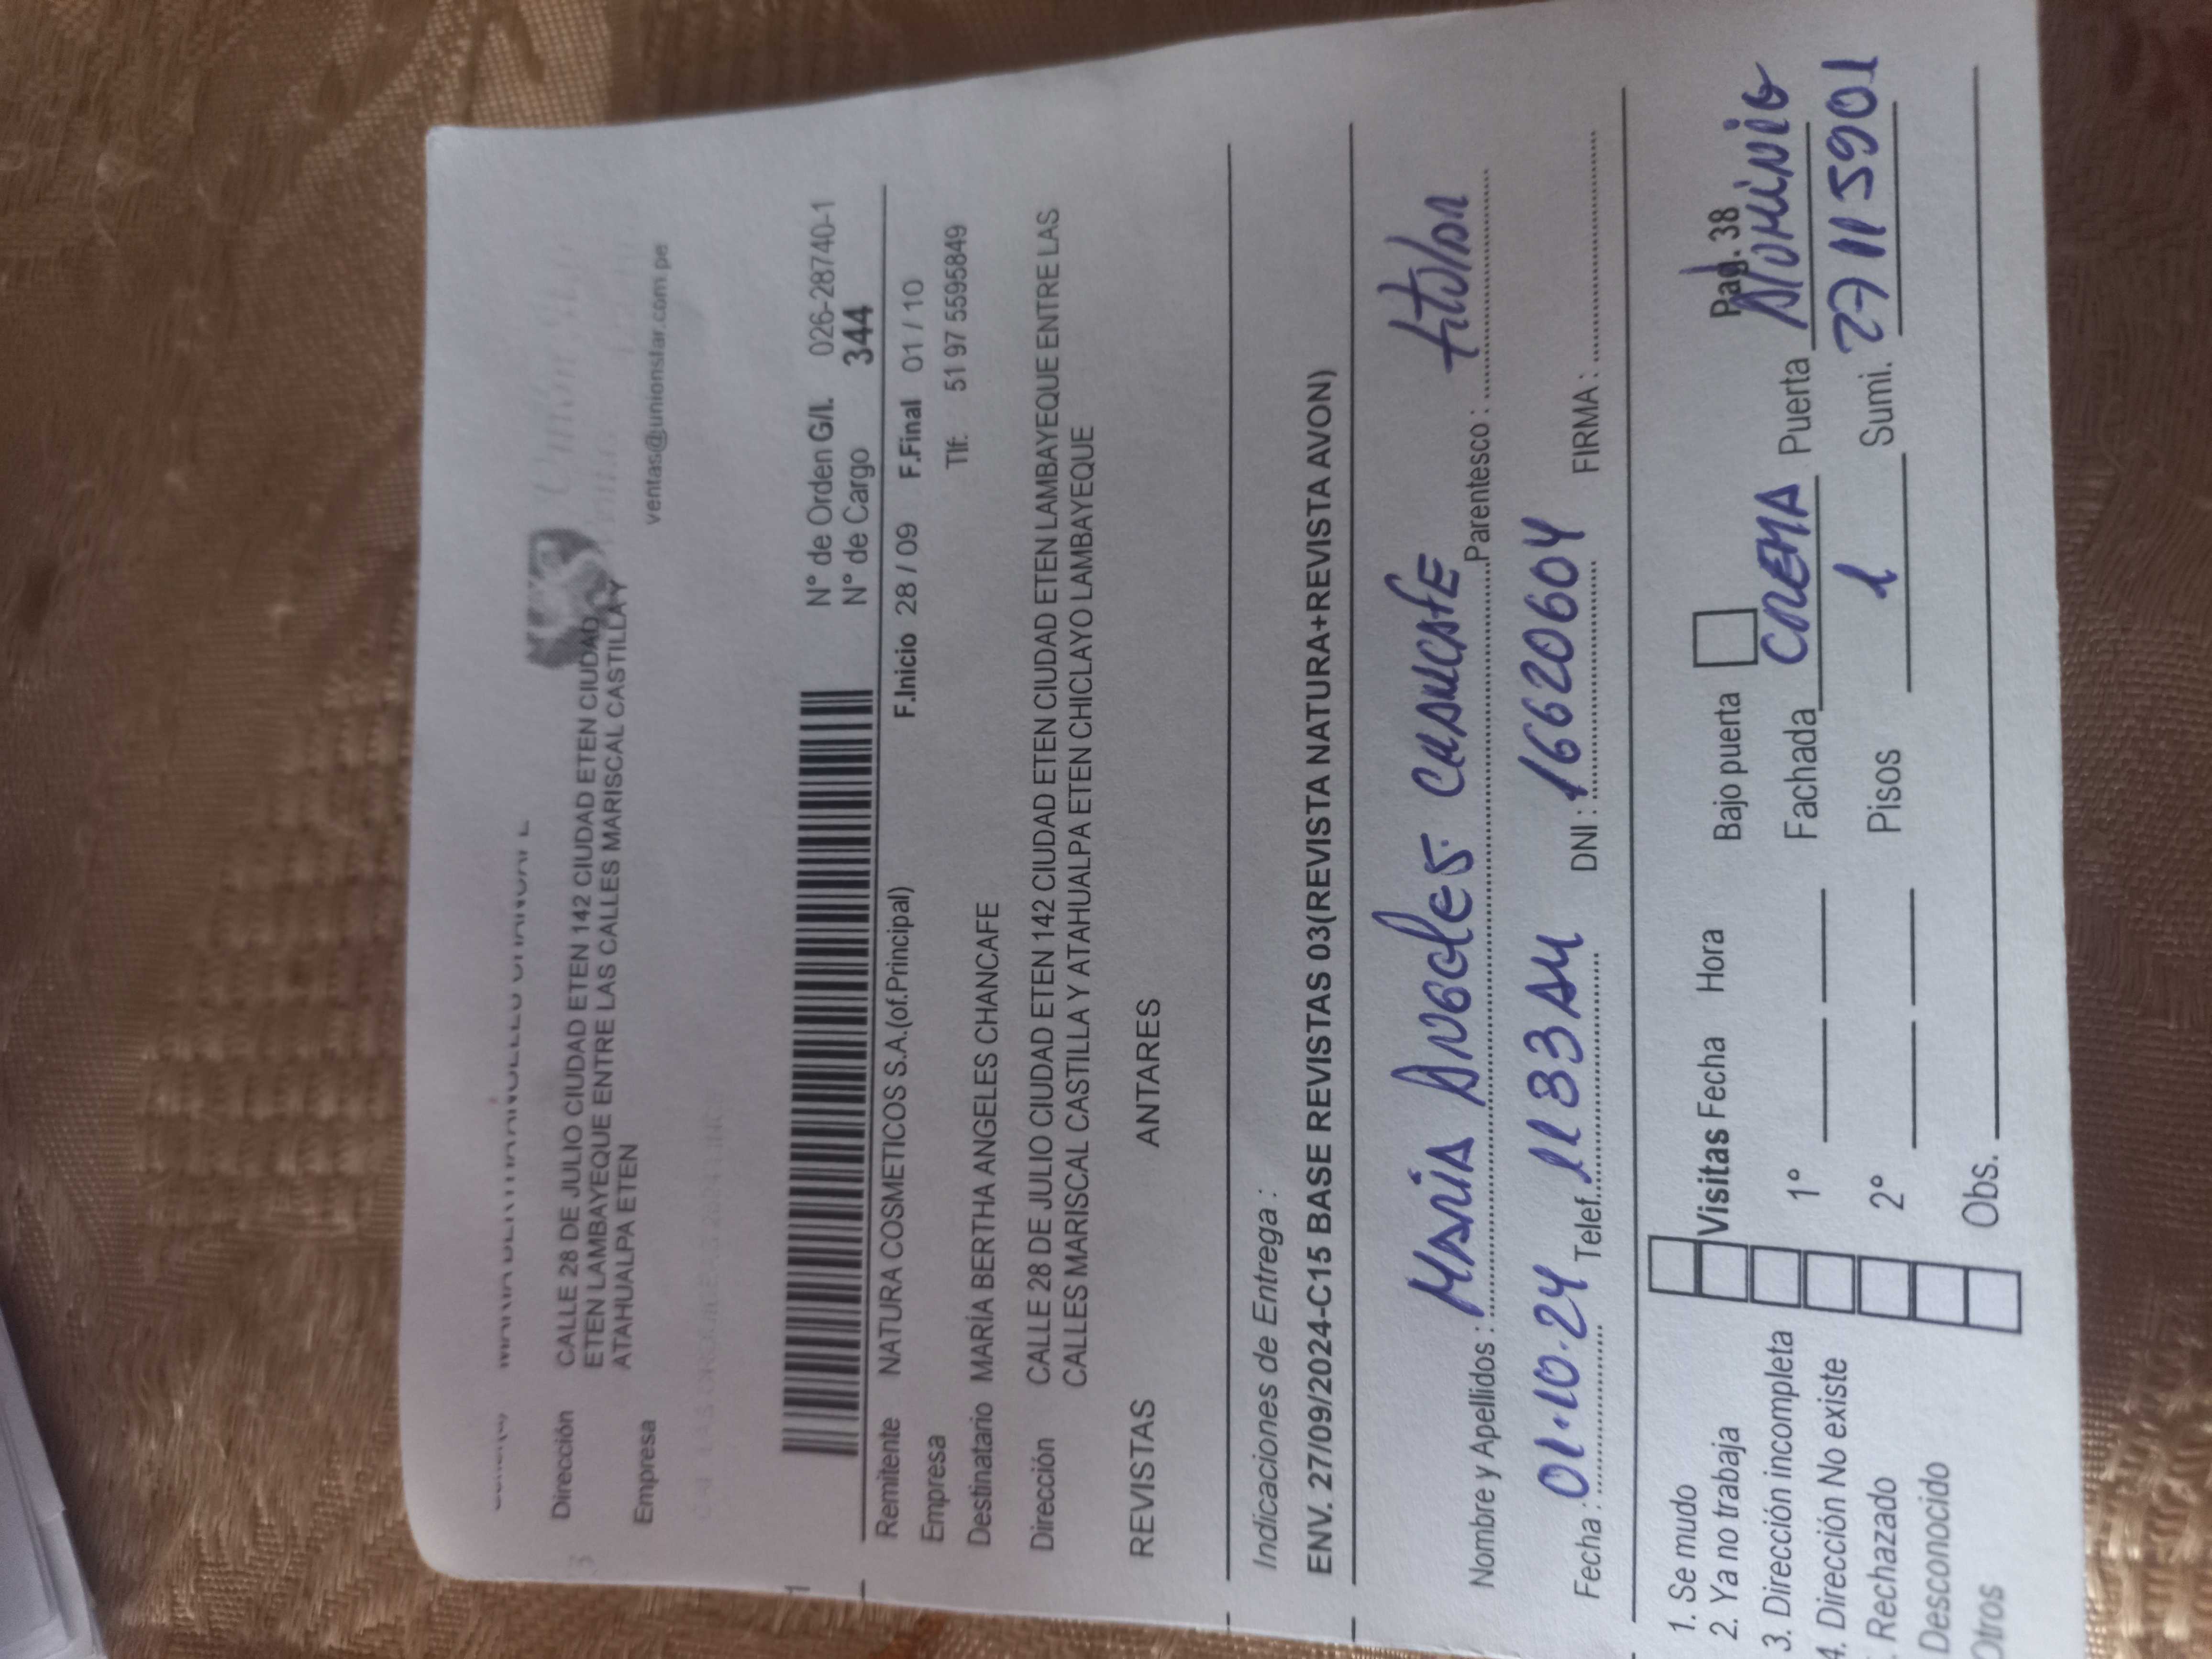 ventas@unionstar.com.pe
Dirección CALLE 28 DE JULIO CIUDAD ETEN 142 CIUDAD ETEN CIUDAD
ETEN LAMBAYEQUE ENTRE LAS CALLES MARISCAL CASTILLA Y
Empresa ATAHUALPA ETEN
N° de Orden G/I. 026-28740-1
N° de Cargo 344
Remitente NATURA COSMETICOS S.A.(of.Principal) F.Inicio 28 / 09 F.Final 01 / 10
Empresa Tlf. 51 97 5595849
Destinatario MARÍA BERTHA ANGELES CHANCAFE
Dirección CALLE 28 DE JULIO CIUDAD ETEN 142 CIUDAD ETEN CIUDAD ETEN LAMBAYEQUE ENTRE LAS
CALLES MARISCAL CASTILLA Y ATAHUALPA ETEN CHICLAYO LAMBAYEQUE
REVISTAS ANTARES
Indicaciones de Entrega :
ENV. 27/09/2024-C15 BASE REVISTAS 03(REVISTA NATURA+REVISTA AVON)
Nombre y Apellidos : MARÍA ANGELES Parentesco : titular
Fecha : 01.10.24 Telef. 1133 AM DNI : 16620604 FIRMA :
Pag. 38
1. Se mudo
2. Ya no trabaja
3. Dirección incompleta
4. Dirección No existe
Rechazado
Desconocido
Otros
Visitas Fecha Hora Bajo puerta
1° Fachada CREMA Puerta Aluminio
2° Pisos 1 Sumi. 27115901
Obs.